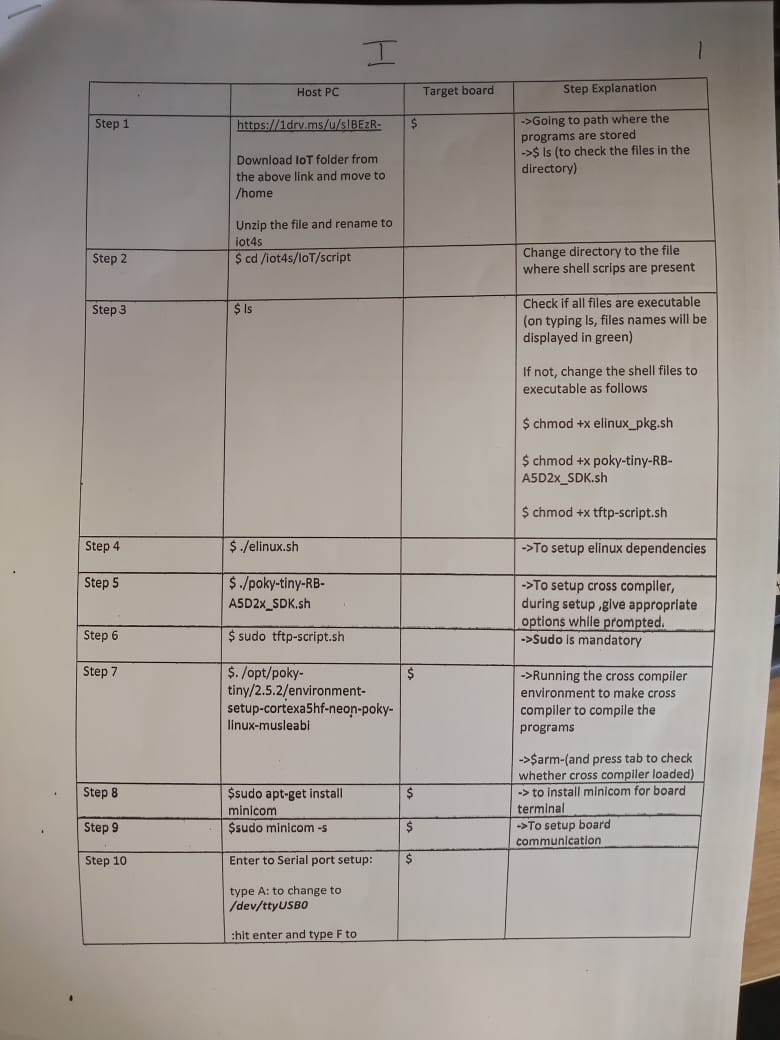 I
1
Host PC
Target board
Step Explanation
Step 1
https://1drv.ms/u/s!BEzR-
Download IoT folder from
the above link and move to
/home
Unzip the file and rename to
iot4s
$
->Going to path where the
programs are stored
->$ ls (to check the files in the
directory)
Step 2
$ cd /iot4s/IoT/script
Change directory to the file
where shell scrips are present
Step 3
$ ls
Check if all files are executable
(on typing ls, files names will be
displayed in green)
If not, change the shell files to
executable as follows
$ chmod +x elinux_pkg.sh
$ chmod +x poky-tiny-RB-
A5D2x_SDK.sh
$ chmod +x tftp-script.sh
Step 4
$ ./elinux.sh
->To setup elinux dependencies
Step 5
$ ./poky-tiny-RB-
A5D2x_SDK.sh
->To setup cross compiler,
during setup ,give appropriate
options while prompted.
Step 6
$ sudo tftp-script.sh
->Sudo is mandatory
Step 7
$. /opt/poky-
tiny/2.5.2/environment-
setup-cortexa5hf-neon-poky-
linux-musleabi
$
->Running the cross compiler
environment to make cross
compiler to compile the
programs
->$arm-(and press tab to check
whether cross compiler loaded)
Step 8
$sudo apt-get install
minicom
$
-> to install minicom for board
terminal
Step 9
$sudo minicom -s
$
->To setup board
communication
Step 10
Enter to Serial port setup:
type A: to change to
/dev/ttyUSB0
:hit enter and type F to
$